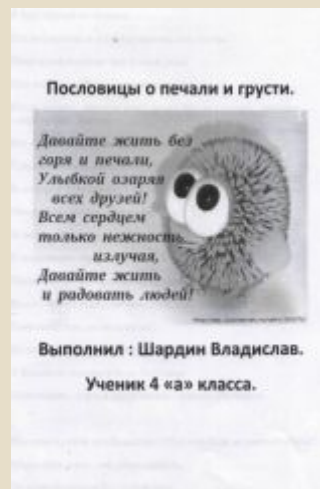 Пословицы о печали и грусти.
Давайте жить без
горя и печали,
Улыбкой озаряя
всех друзей!
Всем сердцем
только нежность
излучая,
Давайте жить
и радовать людей!
Выполнил : Шардин Владислав.
Ученик 4 «а» класса.